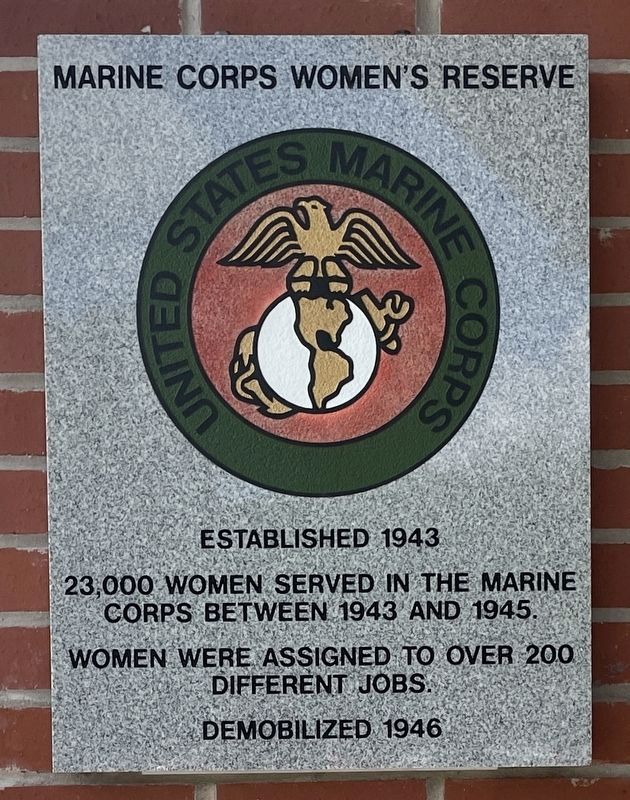 MARINE CORPS WOMEN'S RESERVE
UNITED STATES MARINE CORPS
ESTABLISHED 1943
23,000 WOMEN SERVED IN THE MARINE
CORPS BETWEEN 1943 AND 1945.
WOMEN WERE ASSIGNED TO OVER 200
DIFFERENT JOBS.
DEMOBILIZED 1946